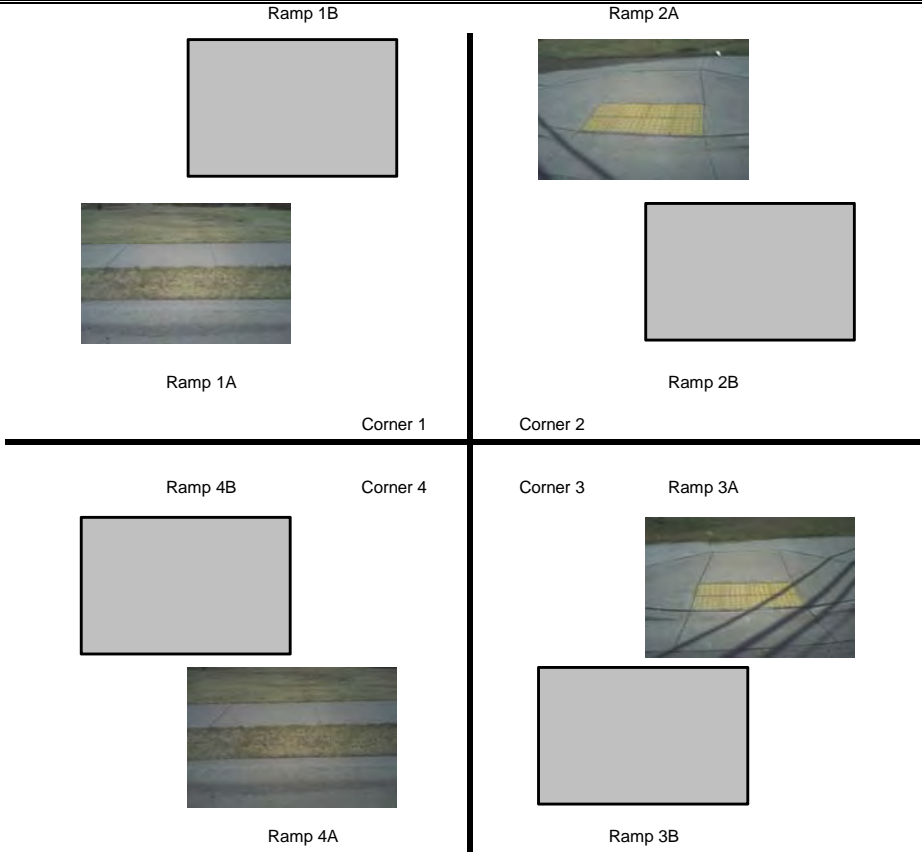 Ramp 1B
Ramp 2A
Ramp 1A
Ramp 2B
Corner 1
Corner 2
Ramp 4B
Corner 4
Corner 3
Ramp 3A
Ramp 4A
Ramp 3B